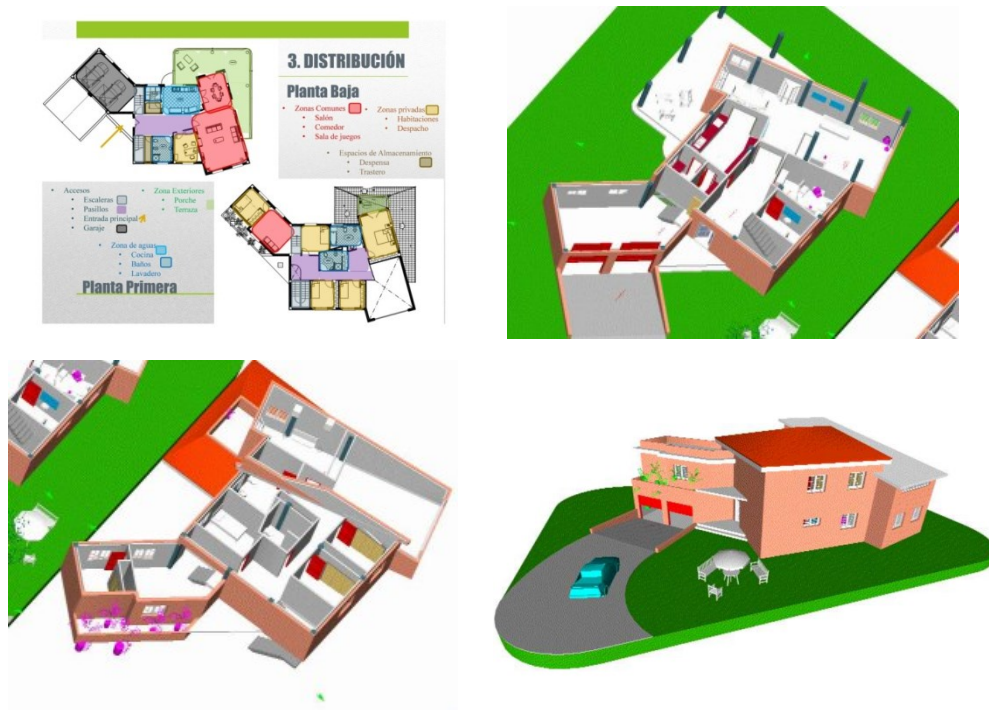 3. DISTRIBUCIÓN
Planta Baja
• Zonas Comunes
• Salón
• Comedor
• Sala de juegos
• Zonas privadas
• Habitaciones
• Despacho
• Espacios de Almacenamiento
• Despensa
• Trastero
• Accesos
• Escaleras
• Pasillos
• Entrada principal
• Garaje
• Zona Exteriores
• Porche
• Terraza
• Zona de aguas
• Cocina
• Baños
• Lavadero
Planta Primera